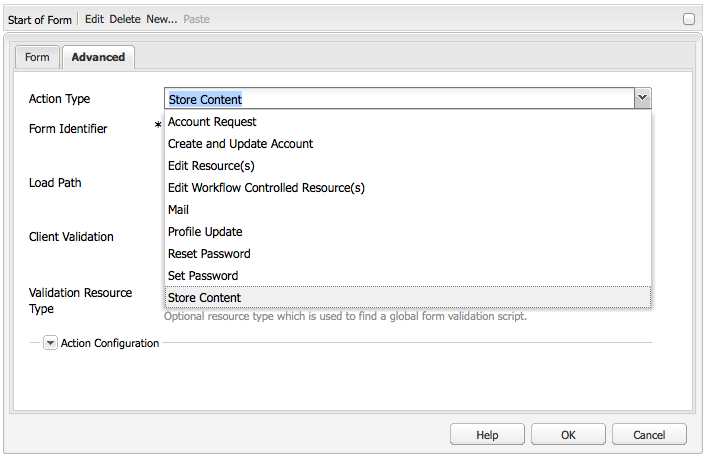 Start of Form Edit Delete New... Paste
Form Advanced
Action Type Store Content
Account Request
Form Identifier *
Create and Update Account
Edit Resource(s)
Load Path Edit Workflow Controlled Resource(s)
Mail
Client Validation Profile Update
Reset Password
Set Password
Validation Resource Type Store Content
Optional resource type which is used to find a global form validation script.
Action Configuration
Help OK Cancel